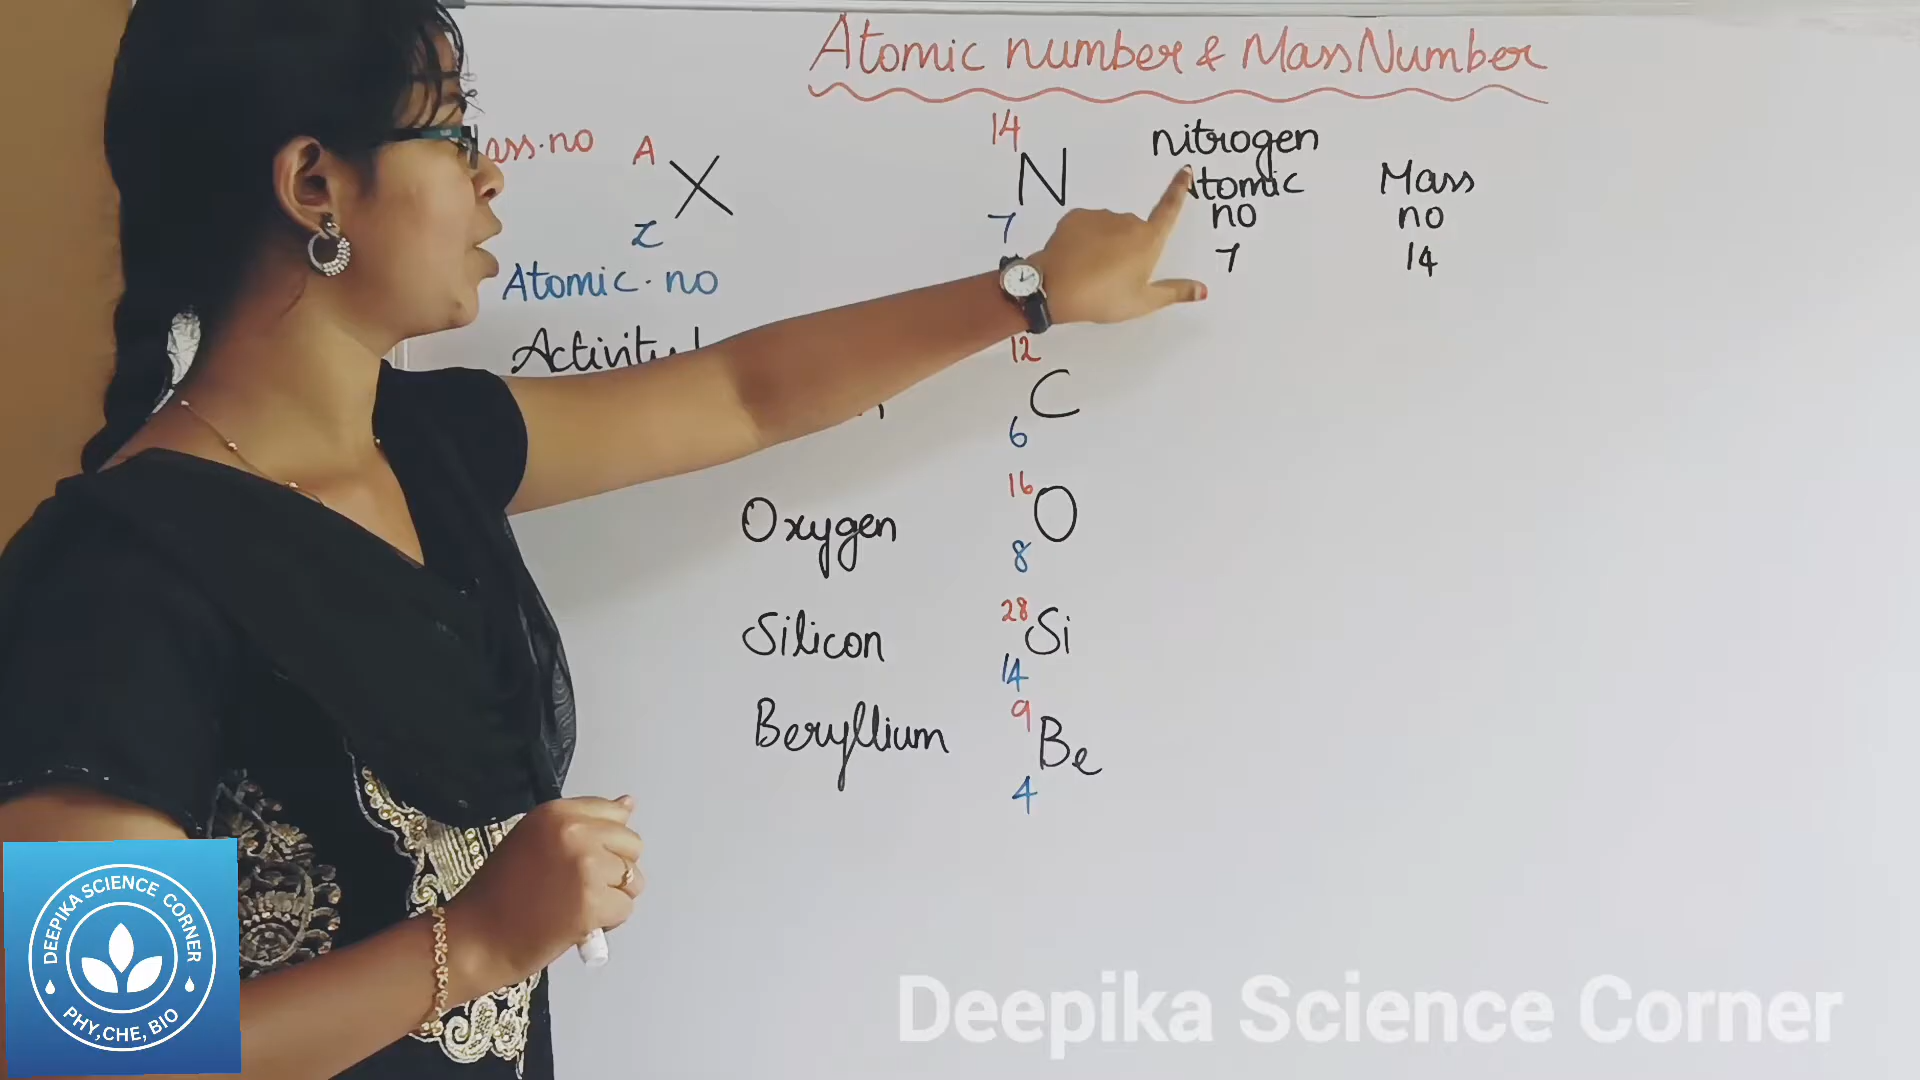 Atomic number & Mass Number
ass.no
A
X
Z
Atomic.no
14
N
7
Nitrogen
tomic
no
7
Mass
no
14
12
C
6
Oxygen
16
O
8
Silicon
28
Si
14
Beryllium
9
Be
4
DEEPIKA SCIENCE CORNER
PHY,CHE, BIO
Deepika Science Corner